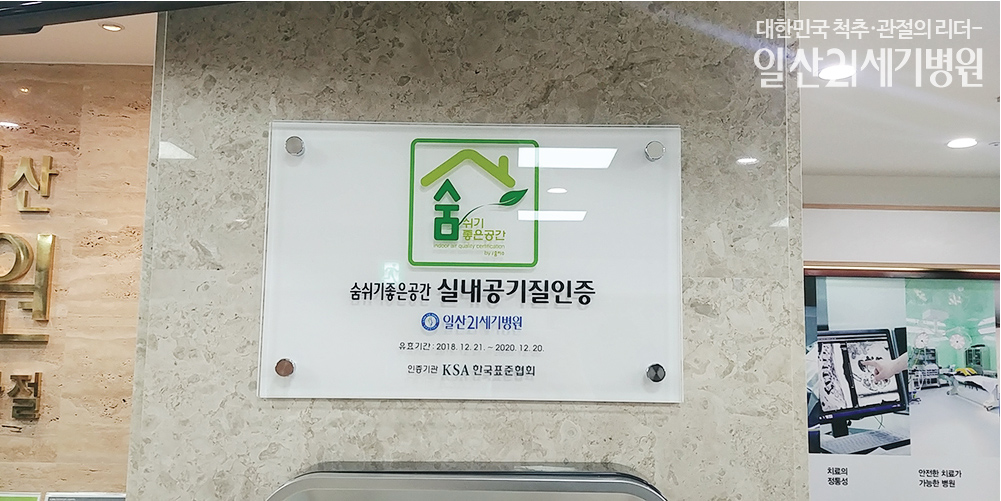 대한민국 척추·관절의 리더-
일산21세기병원
산
원
절
숨
쉬기
좋은공간
indoor air quality certification
숨쉬기좋은공간 실내공기질인증
일산21세기병원
유효기간 : 2018. 12. 21. ~ 2020. 12. 20.
인증기관 KSA 한국표준협회
치료의
정통성
안전한 치료가
가능한 병원